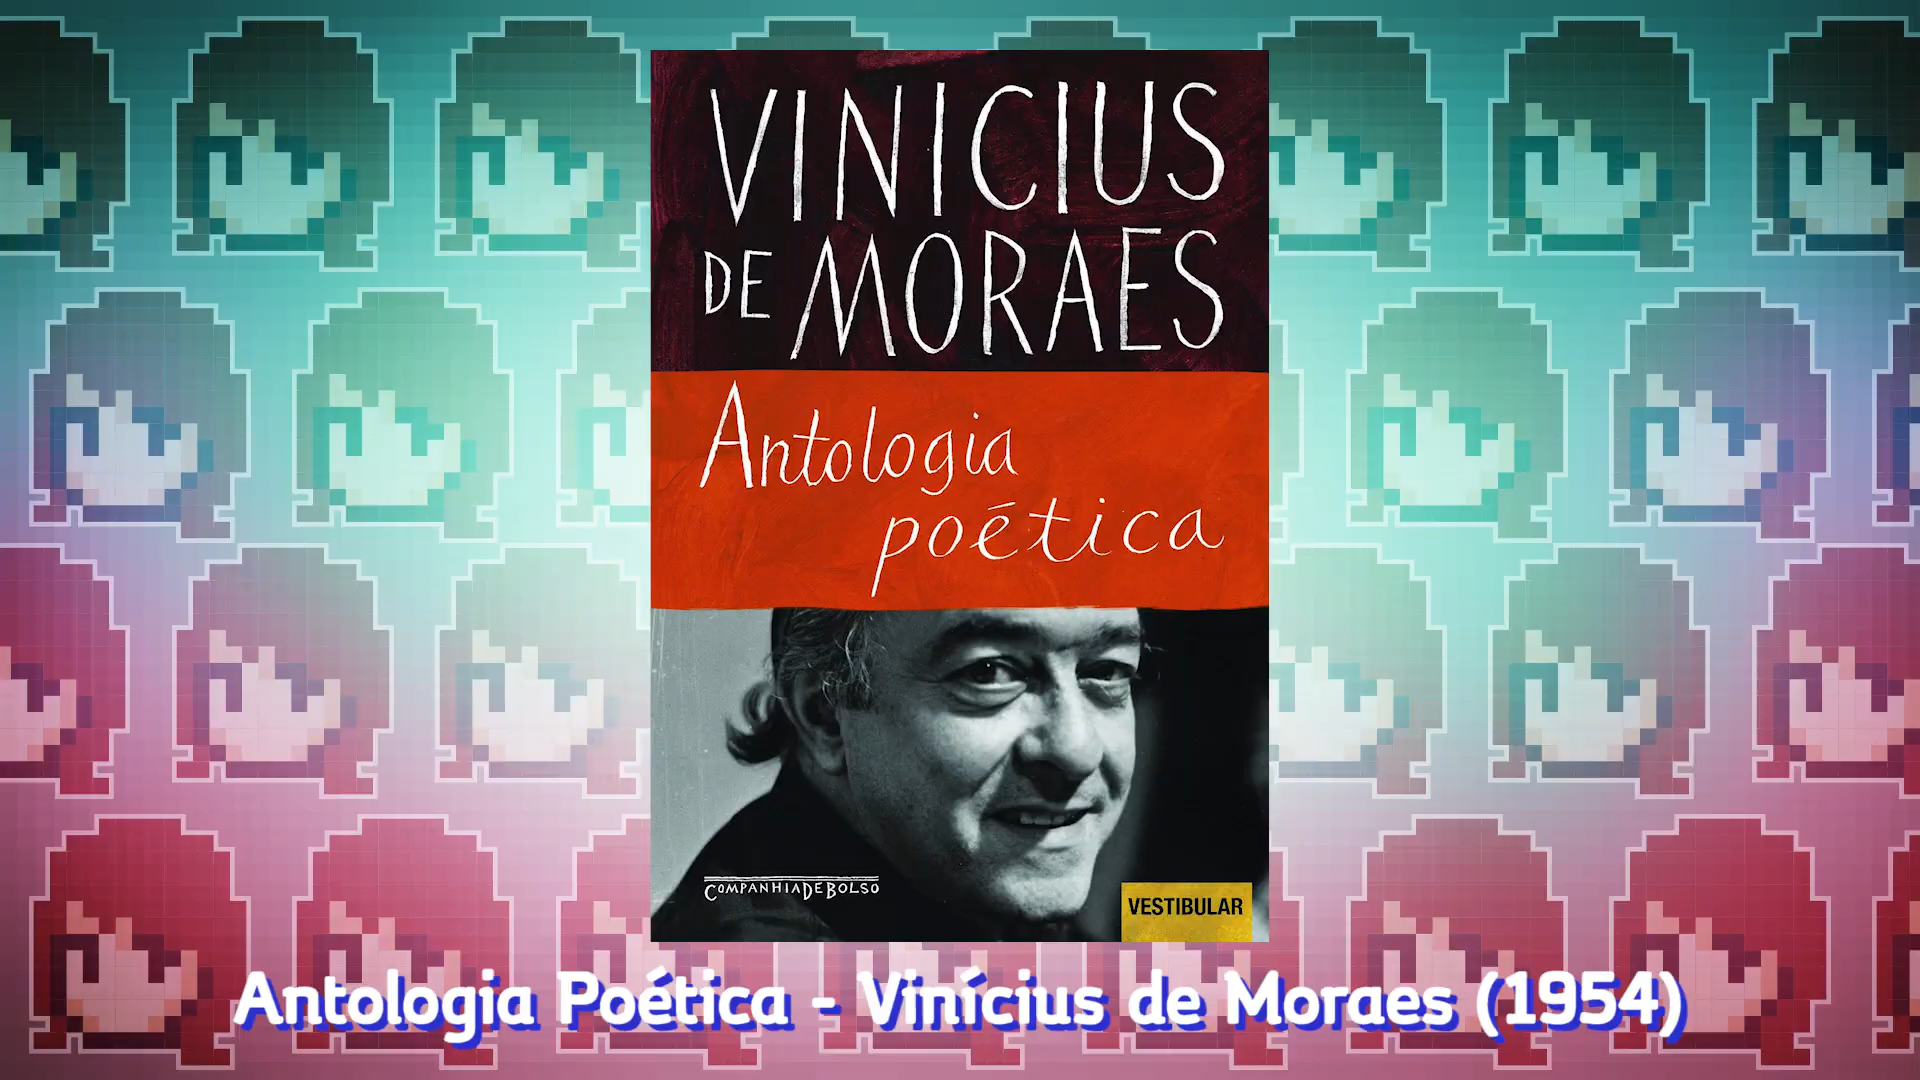 VINICIUS
DE MORAES
Antologia
poética
COMPANHIADEBOLSO
VESTIBULAR
Antologia Poética - Vinícius de Moraes (1954)